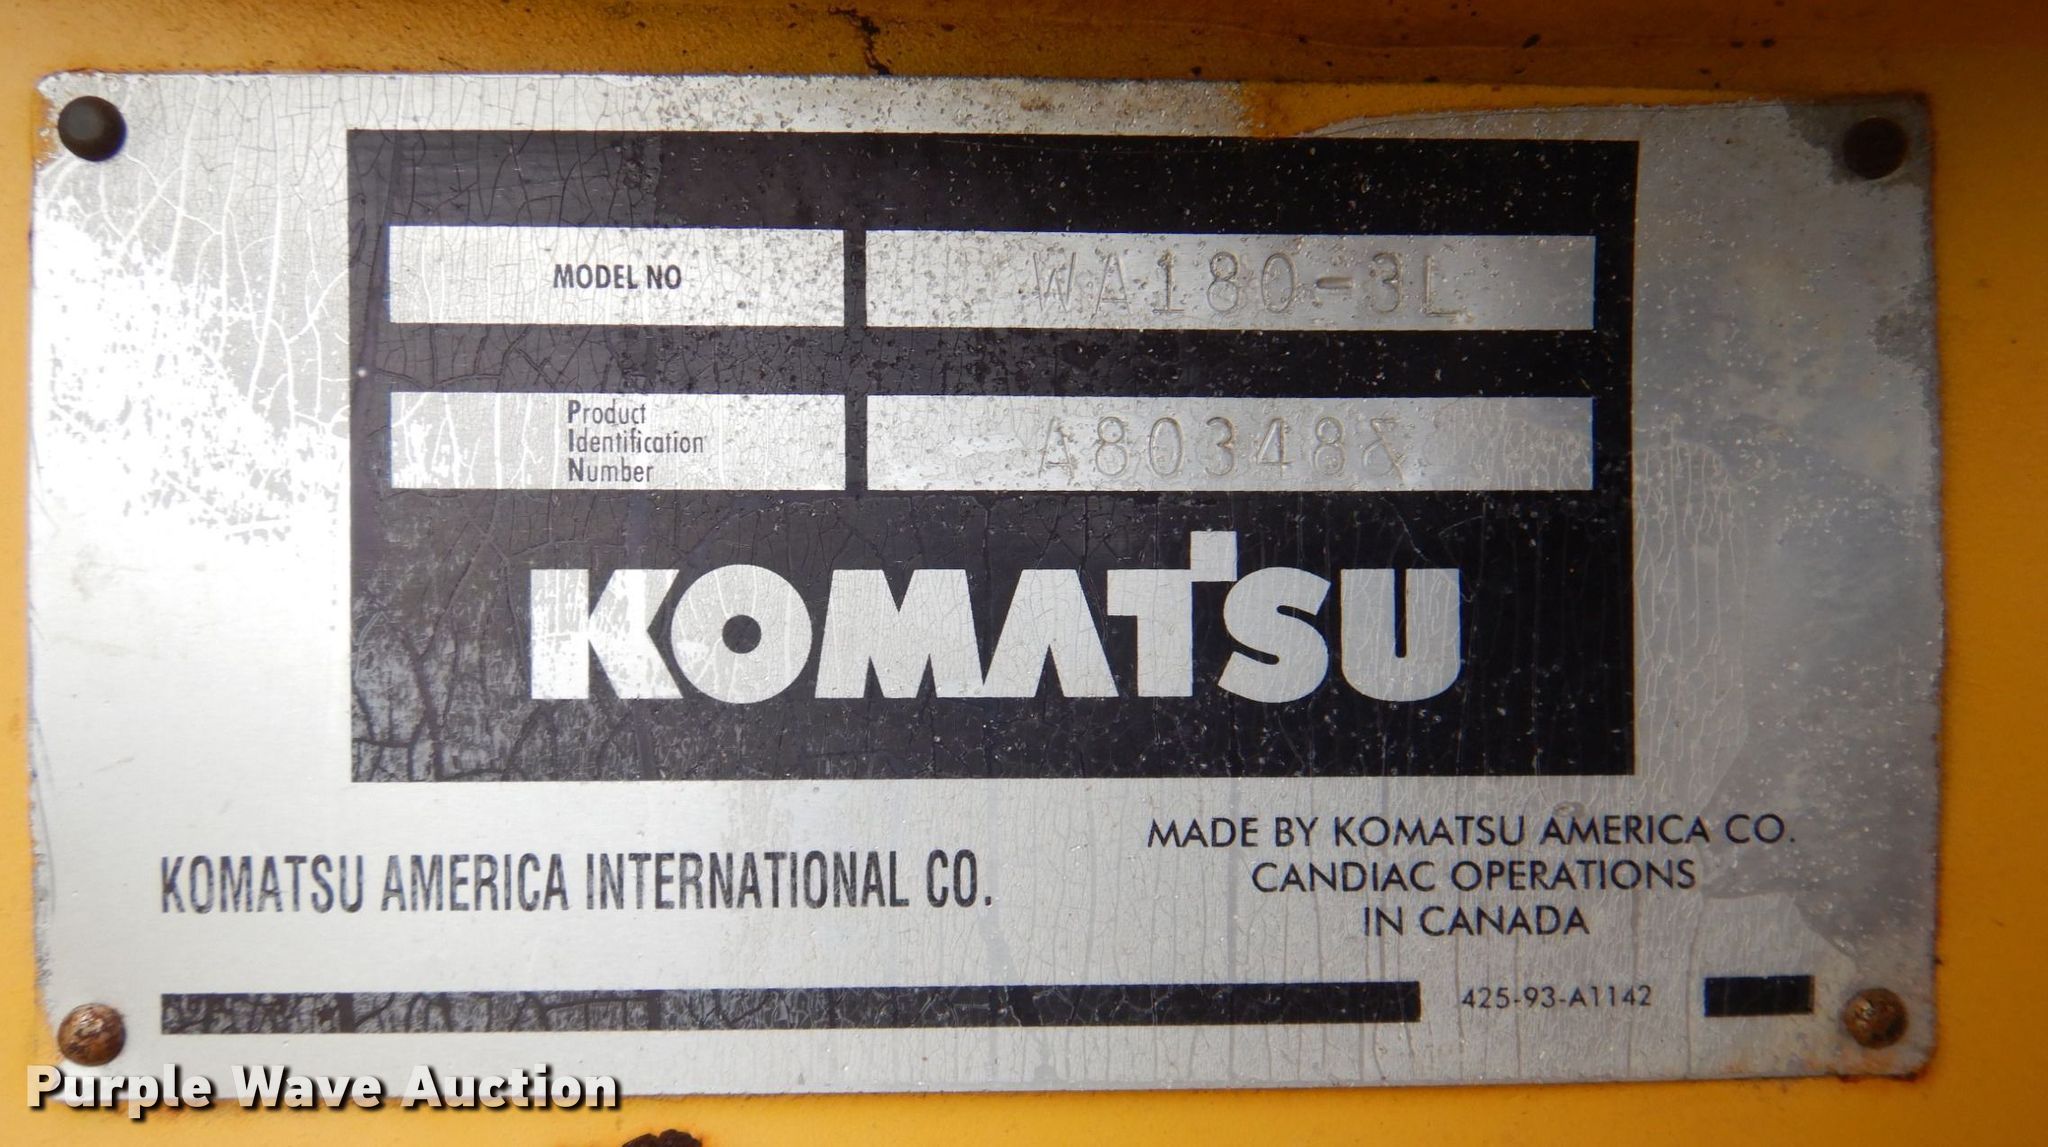 MODEL NO WA180-3L
Product
Identification
Number
KOMATSU
KOMATSU AMERICA INTERNATIONAL CO.
MADE BY KOMATSU AMERICA CO.
CANDIAC OPERATIONS
IN CANADA
425-93-A1142
Purple Wave Auction